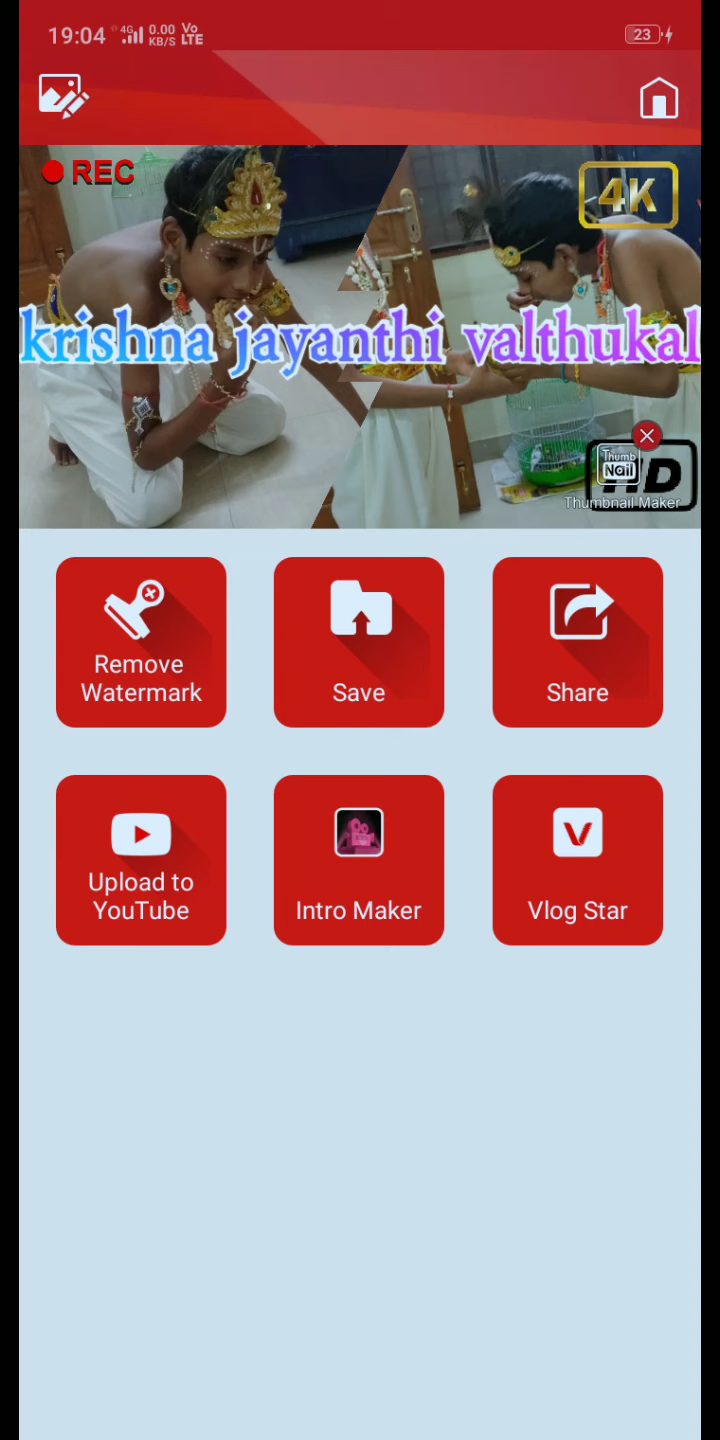 19:04 4G 0.00 KB/S Vo LTE 23
REC
4K
krishna jayanthi valthukal
Thumb
Nail HD
Thumbnail Maker
Remove
Watermark
Save
Share
Upload to
YouTube
Intro Maker
Vlog Star